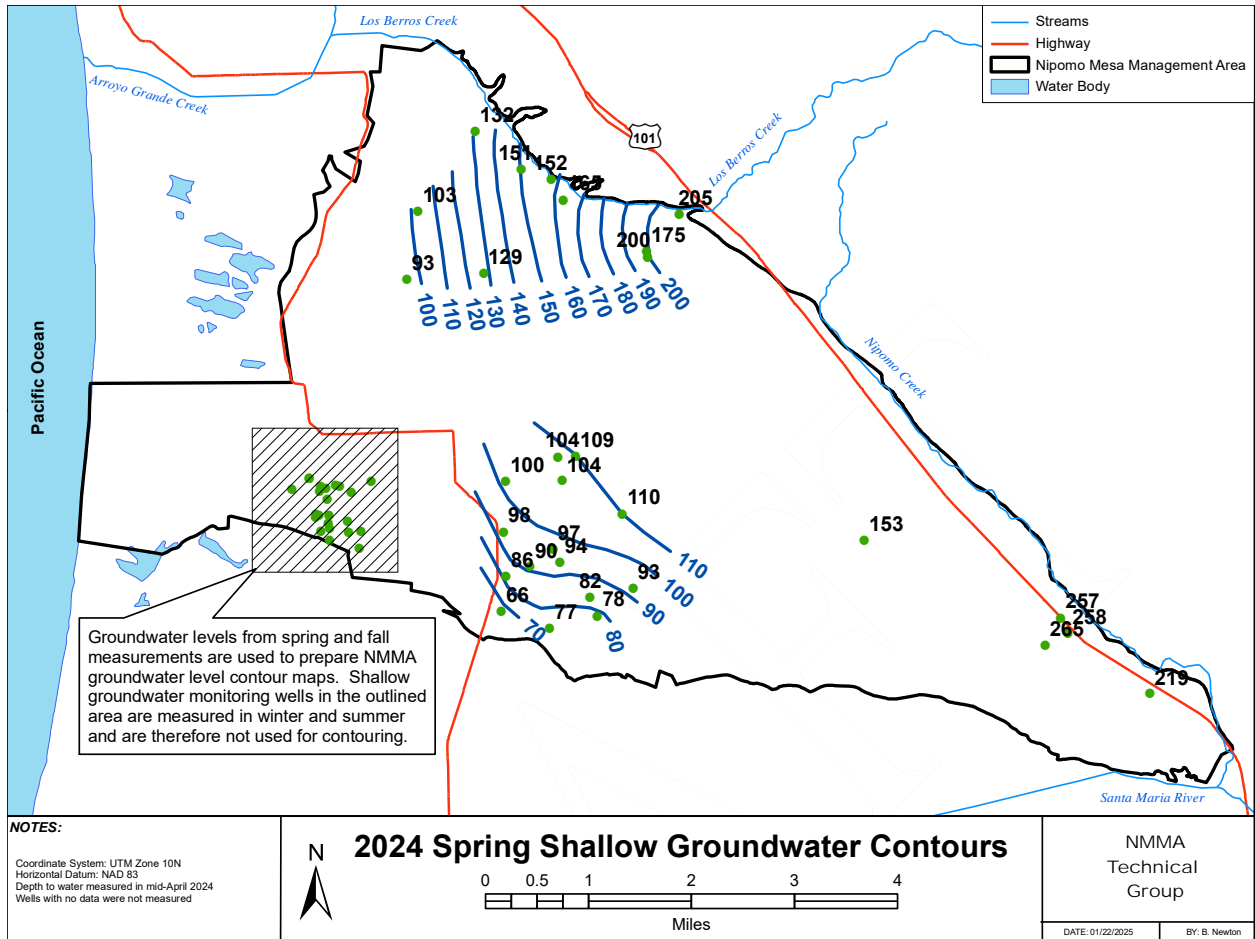 Los Berros Creek
Streams
Highway
Nipomo Mesa Management Area
Water Body
Arroyo Grande Creek
101
Los Berros Creek
132
151
152
205
103
200
175
93
129
100
110
120
130
140
150
160
170
180
190
200
Pacific Ocean
Nipomo Creek
104
109
100
104
110
98
97
153
90
94
86
82
93
66
77
78
110
100
90
80
70
257
258
265
219
Groundwater levels from spring and fall
measurements are used to prepare NMMA
groundwater level contour maps. Shallow
groundwater monitoring wells in the outlined
area are measured in winter and summer
and are therefore not used for contouring.
Santa Maria River
NOTES:
Coordinate System: UTM Zone 10N
Horizontal Datum: NAD 83
Depth to water measured in mid-April 2024
Wells with no data were not measured
N
2024 Spring Shallow Groundwater Contours
0 0.5 1 2 3 4
Miles
NMMA
Technical
Group
DATE: 01/22/2025
BY: B. Newton